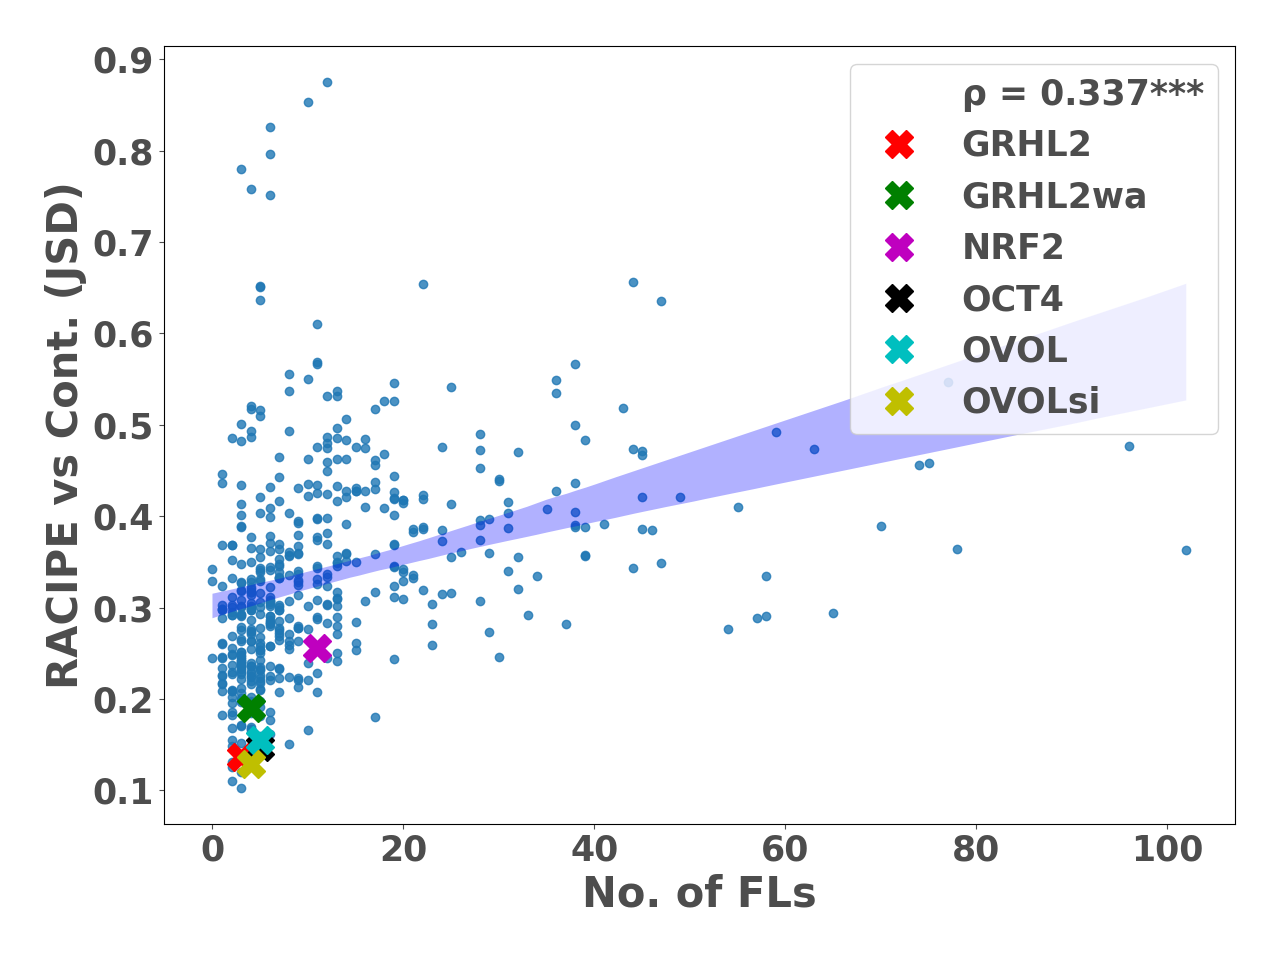 ρ = 0.337***
GRHL2
GRHL2wa
NRF2
OCT4
OVOL
OVOLsi
RACIPE vs Cont. (JSD)
0.9
0.8
0.7
0.6
0.5
0.4
0.3
0.2
0.1
0 20 40 60 80 100
No. of FLs